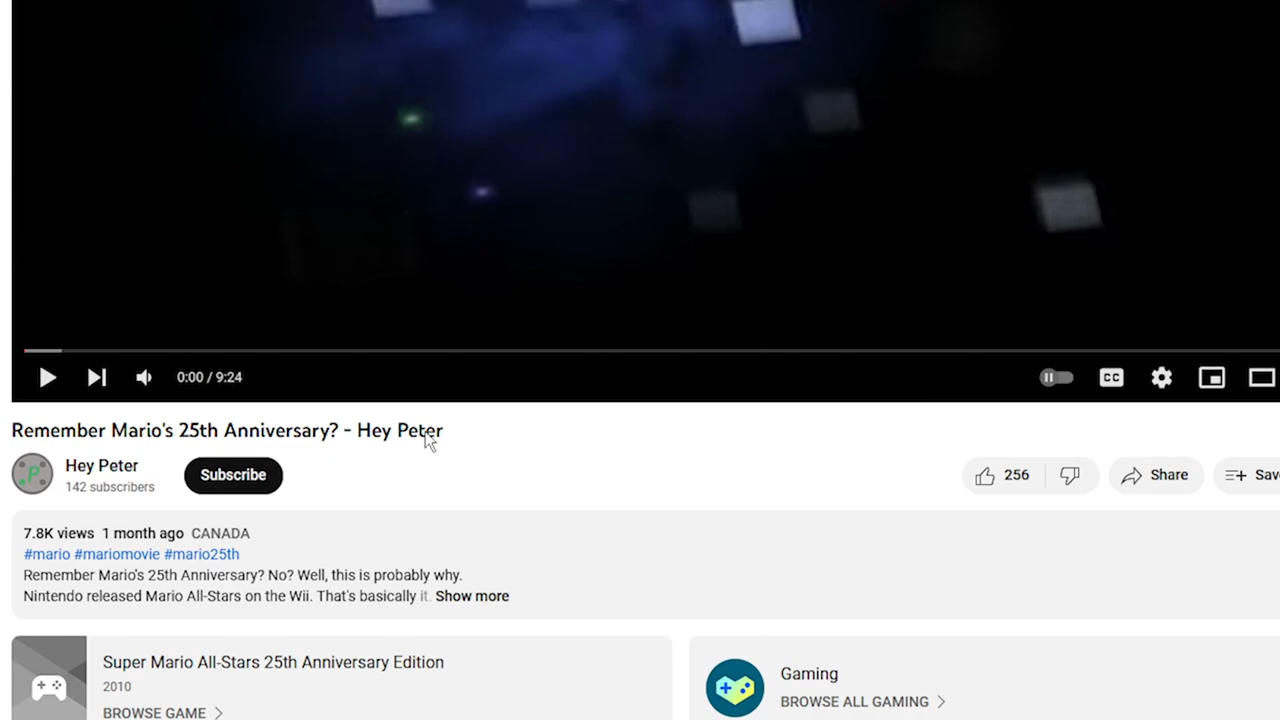 0:00 / 9:24
CC
Remember Mario's 25th Anniversary? - Hey Peter
Hey Peter
142 subscribers
Subscribe
256
Share
Save
7.8K views 1 month ago CANADA
#mario #mariomovie #mario25th
Remember Mario's 25th Anniversary? No? Well, this is probably why.
Nintendo released Mario All-Stars on the Wii. That's basically it. Show more
Super Mario All-Stars 25th Anniversary Edition
2010
BROWSE GAME
Gaming
BROWSE ALL GAMING